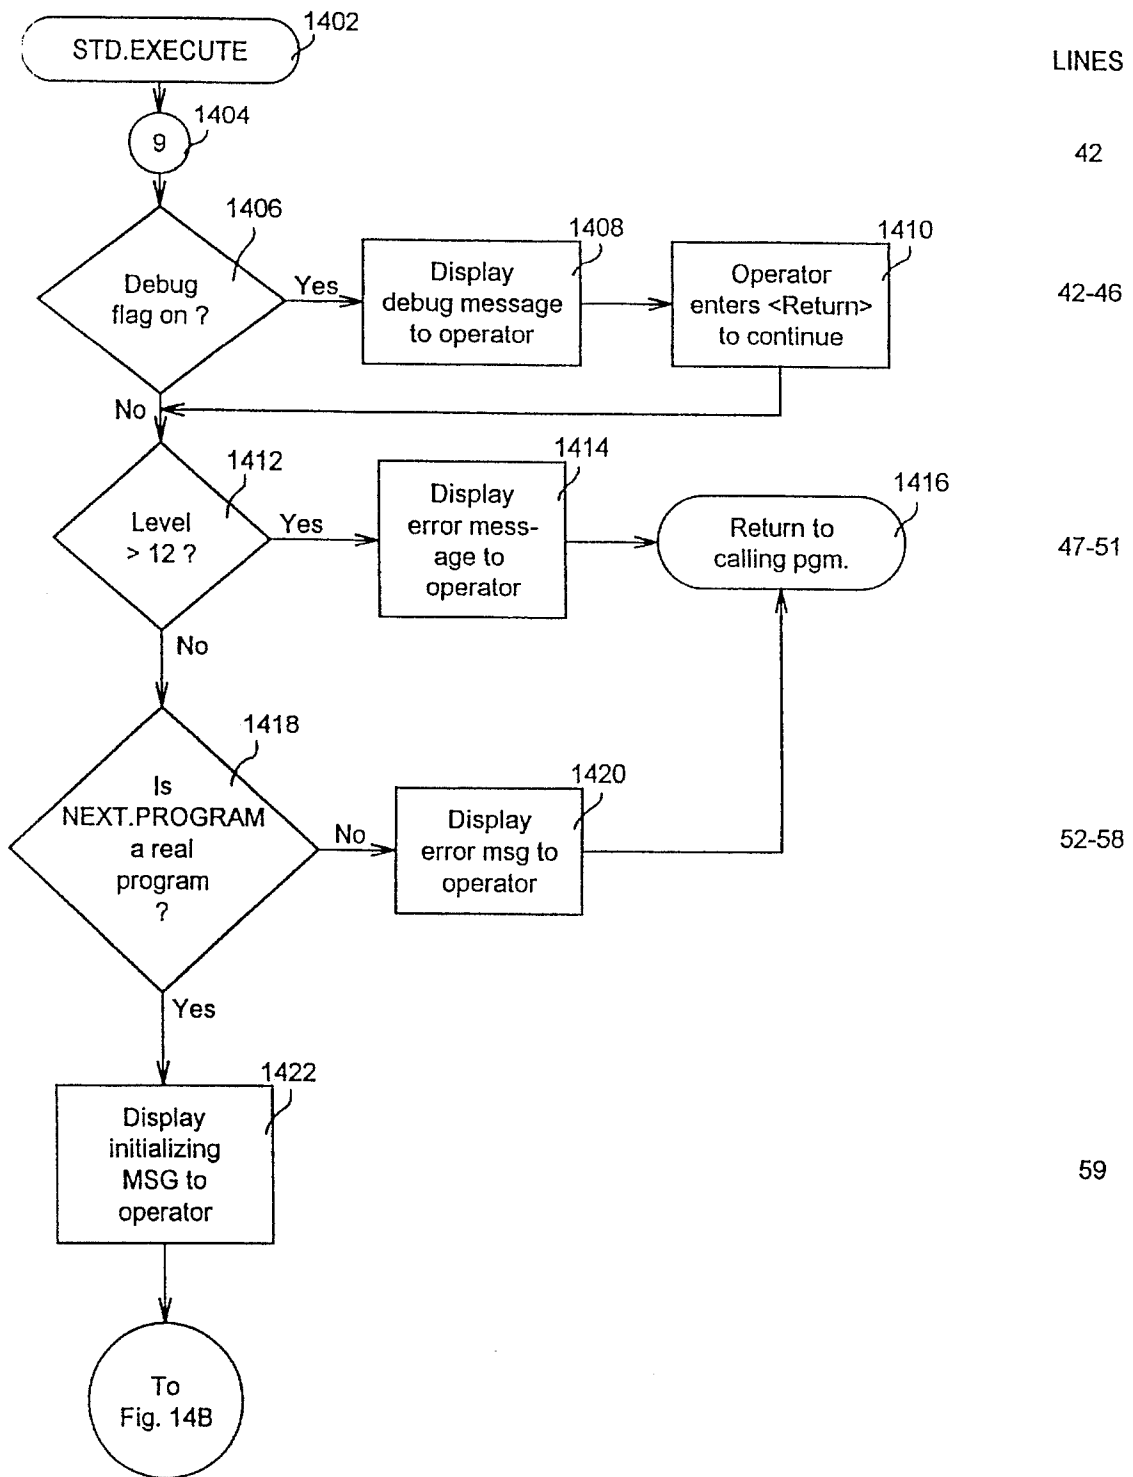 1402
STD.EXECUTE
LINES
1404
9
42
1406
Debug
flag on ?
Yes
1408
Display
debug message
to operator
1410
Operator
enters <Return>
to continue
42-46
No
1412
Level
> 12 ?
Yes
1414
Display
error mess-
age to
operator
1416
Return to
calling pgm.
47-51
No
1418
Is
NEXT.PROGRAM
a real
program
?
No
1420
Display
error msg to
operator
52-58
Yes
1422
Display
initializing
MSG to
operator
59
To
Fig. 14B